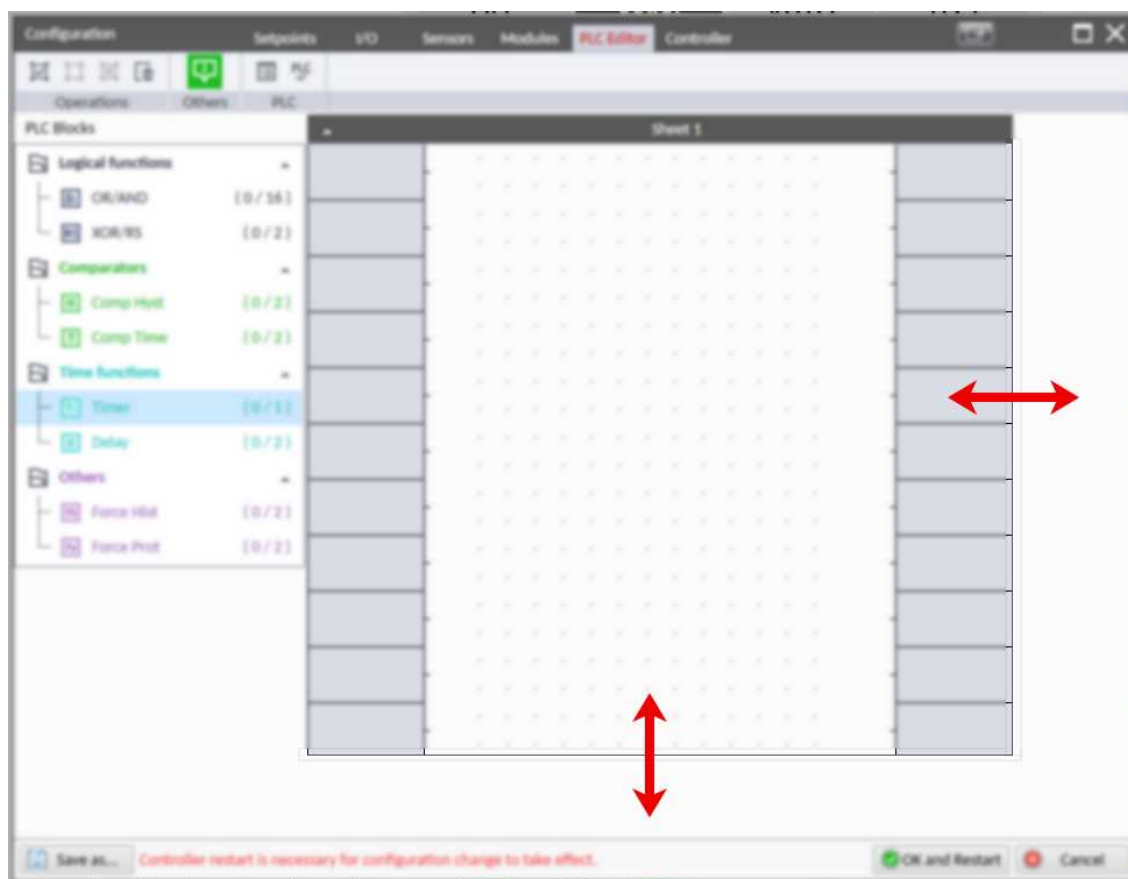 Configuration
Setpoints I/O Sensors Modules PLC Editor Controller
Operations Others PLC
PLC Blocks
Sheet 1
Logical functions
OR/AND [0/16]
XOR/RS [0/2]
Comparators
Comp Hyst [0/2]
Comp Time [0/2]
Time functions
Timer [0/1]
Delay [0/2]
Others
Force Hist [0/2]
Force Prot [0/2]
Save as... Controller restart is necessary for configuration change to take effect. OK and Restart Cancel